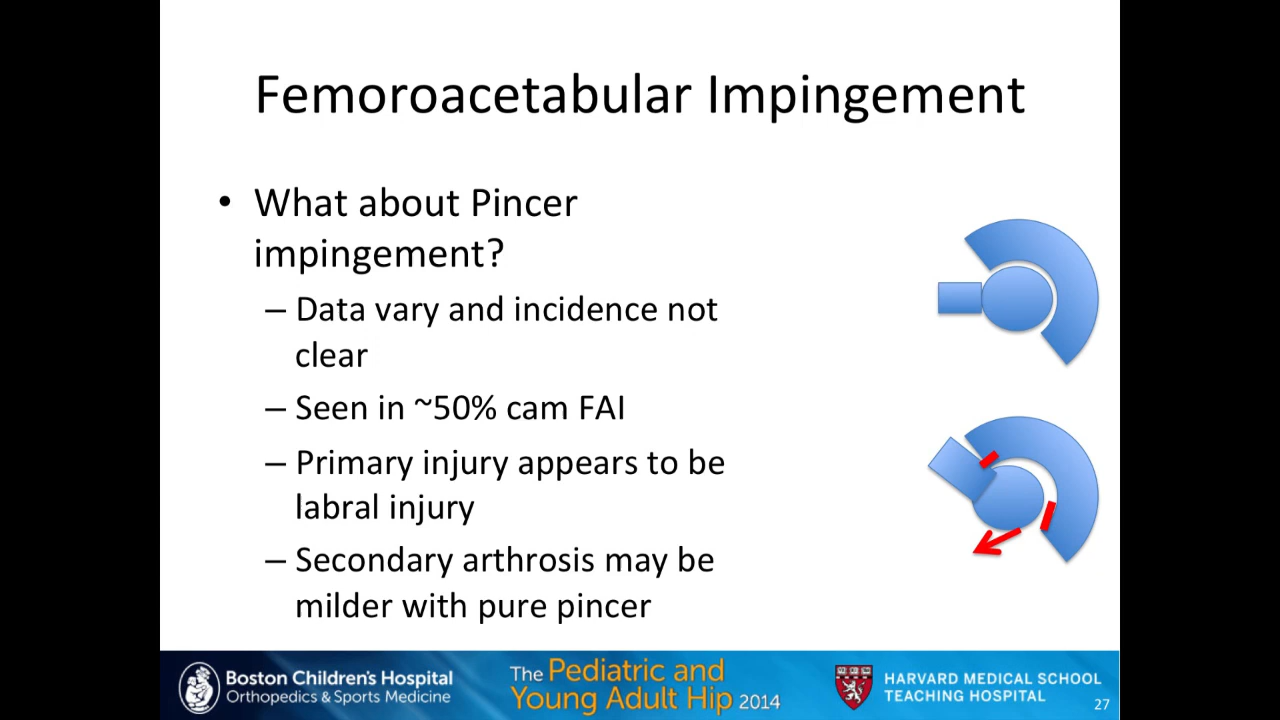 Femoroacetabular Impingement
• What about Pincer
impingement?
– Data vary and incidence not
clear
– Seen in ~50% cam FAI
– Primary injury appears to be
labral injury
– Secondary arthrosis may be
milder with pure pincer
Boston Children's Hospital
Orthopedics & Sports Medicine
The Pediatric and
Young Adult Hip 2014
HARVARD MEDICAL SCHOOL
TEACHING HOSPITAL
27